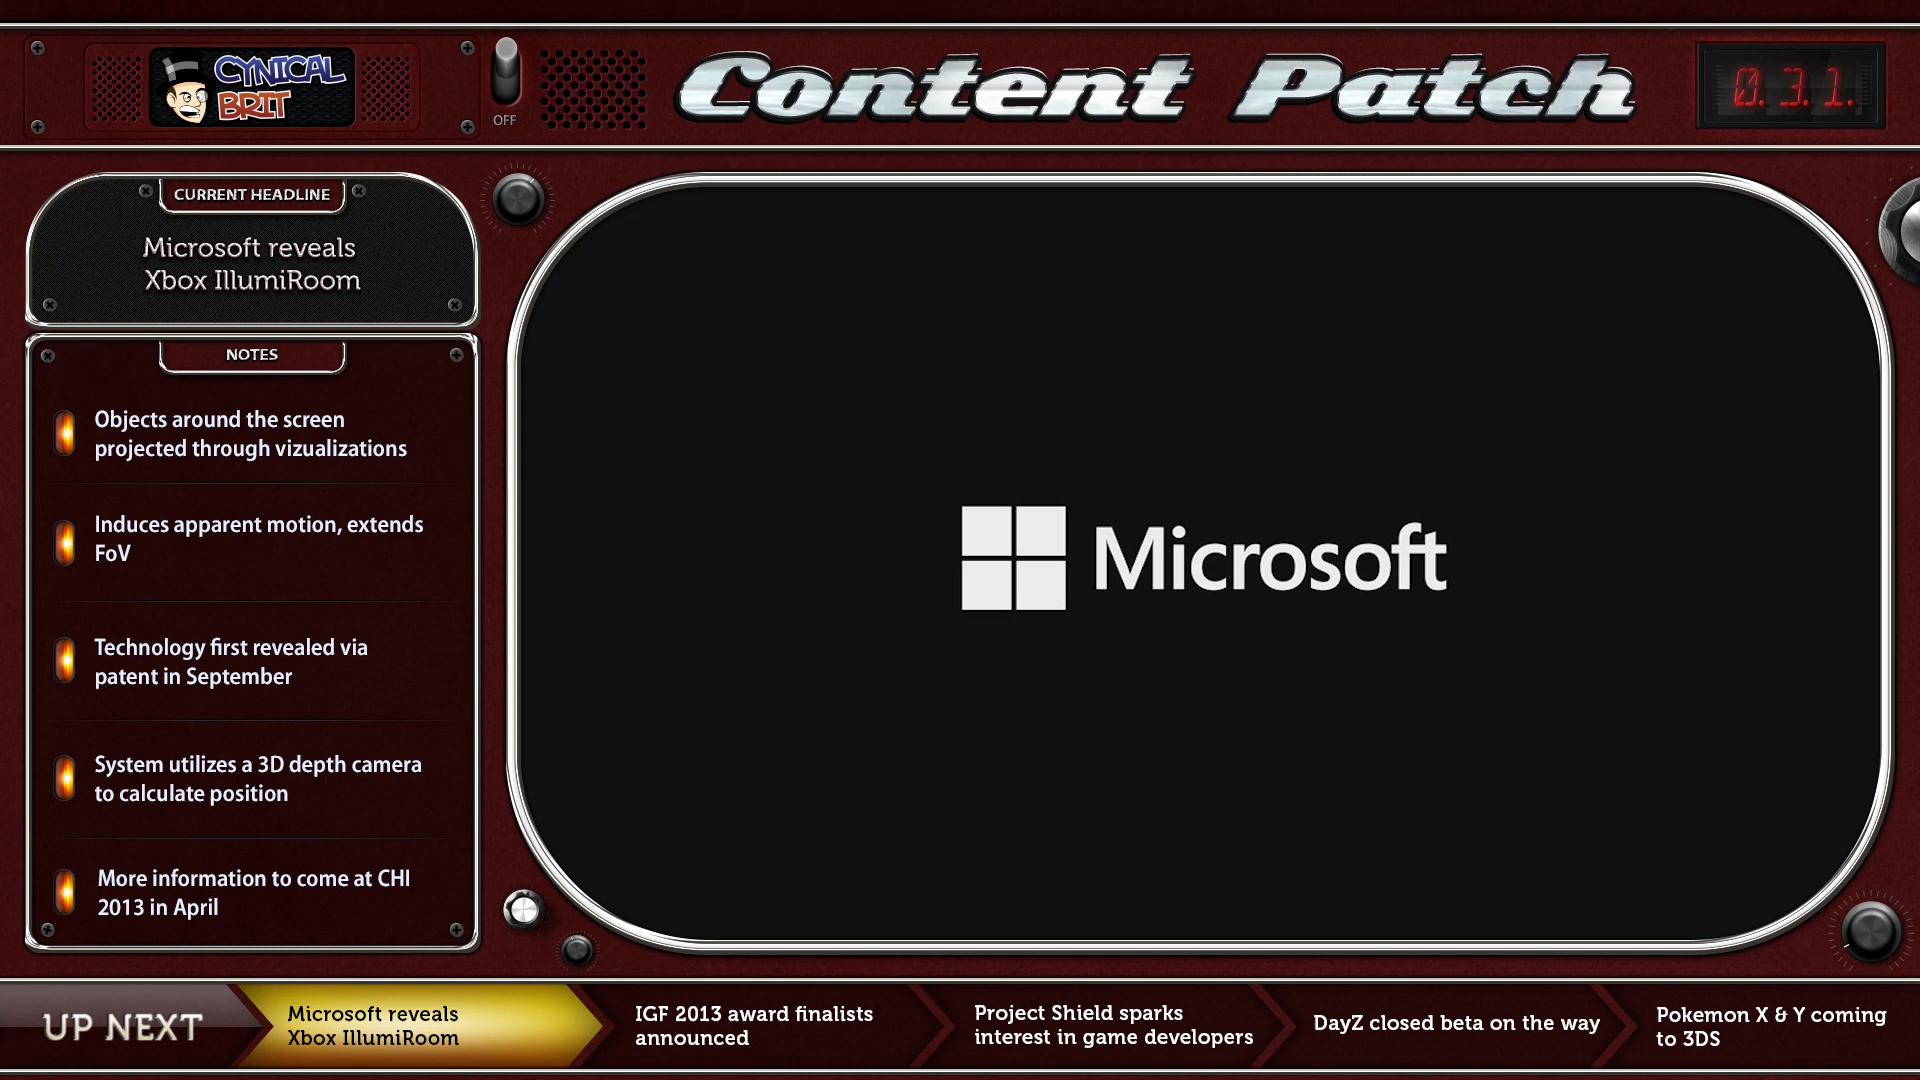 CYNICAL
BRIT
OFF
Content Patch
0.3.1.
CURRENT HEADLINE
Microsoft reveals
Xbox IllumiRoom
NOTES
Objects around the screen
projected through vizualizations
Induces apparent motion, extends
FoV
Technology first revealed via
patent in September
System utilizes a 3D depth camera
to calculate position
More information to come at CHI
2013 in April
Microsoft
UP NEXT
Microsoft reveals
Xbox IllumiRoom
IGF 2013 award finalists
announced
Project Shield sparks
interest in game developers
DayZ closed beta on the way
Pokemon X & Y coming
to 3DS